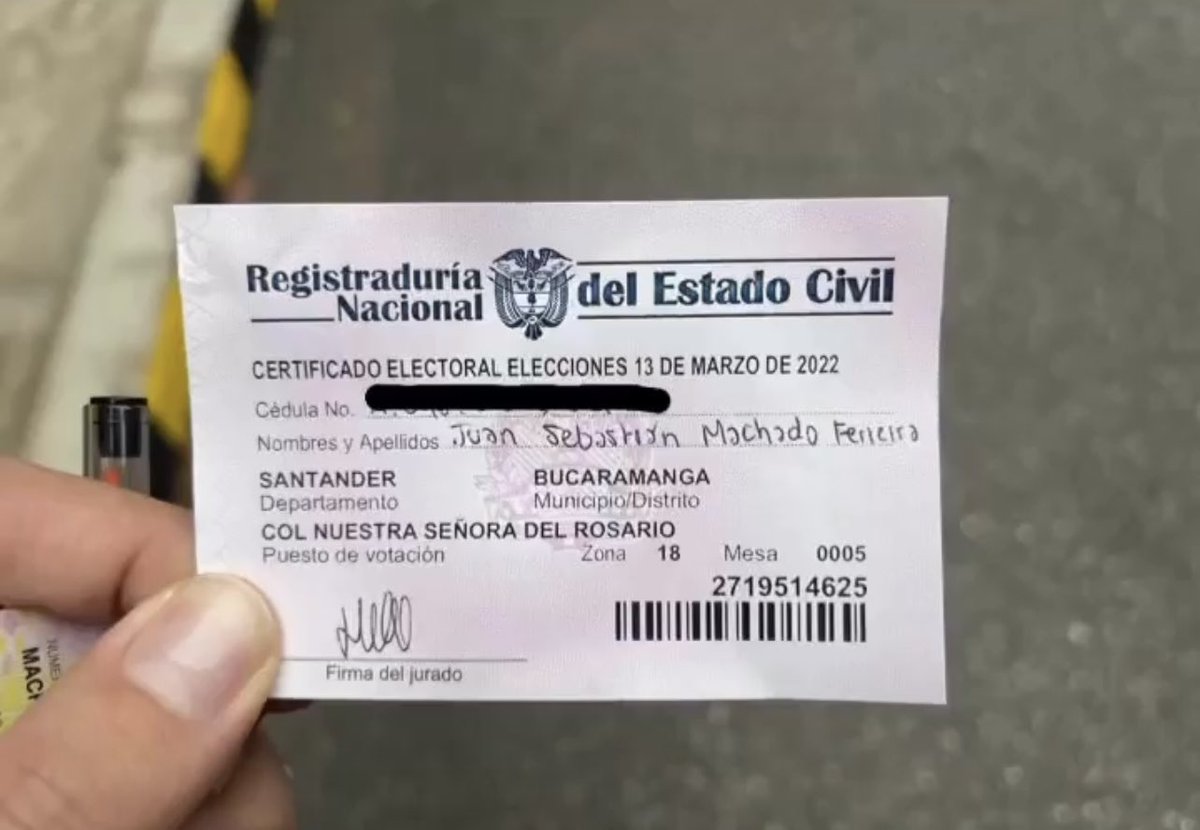 Registraduría
Nacional
del Estado Civil
CERTIFICADO ELECTORAL ELECCIONES 13 DE MARZO DE 2022
Cédula No.
Nombres y Apellidos Juan Sebastián Machado Ferreira
SANTANDER BUCARAMANGA
Departamento Municipio/Distrito
COL NUESTRA SEÑORA DEL ROSARIO
Puesto de votación Zona 18 Mesa 0005
2719514625
Firma del jurado